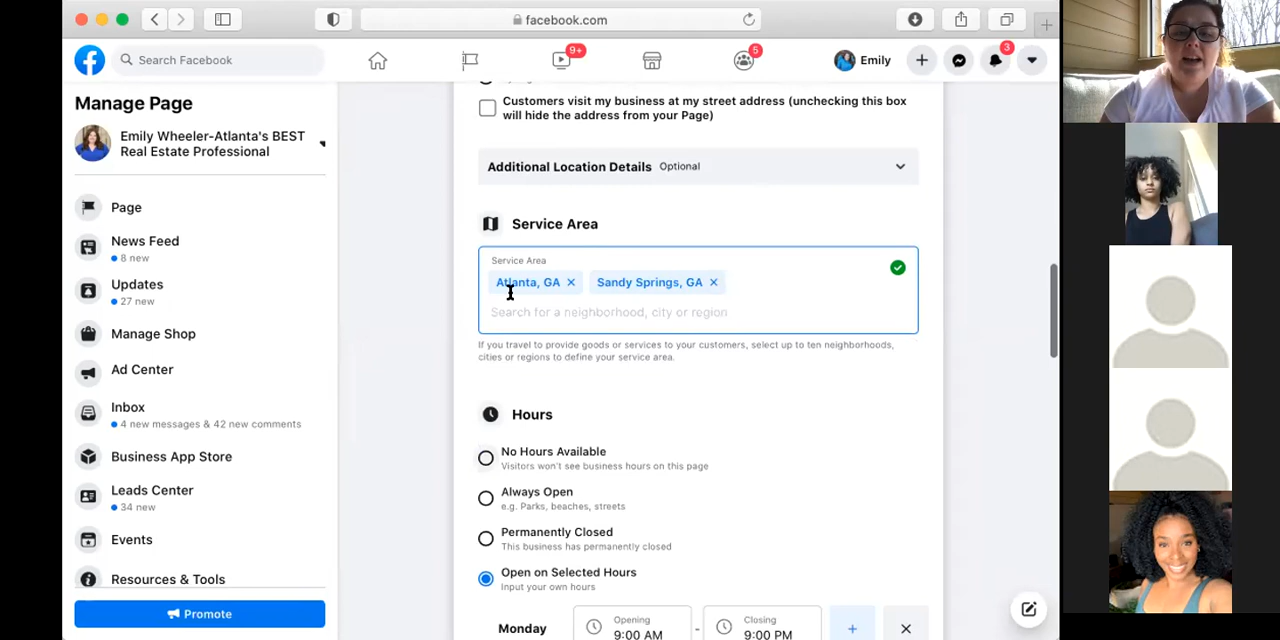 facebook.com
Search Facebook
9+
5
Emily
3
Manage Page
Emily Wheeler-Atlanta's BEST
Real Estate Professional
Page
News Feed
8 new
Updates
27 new
Manage Shop
Ad Center
Inbox
4 new messages & 42 new comments
Business App Store
Leads Center
34 new
Events
Resources & Tools
Promote
Customers visit my business at my street address (unchecking this box
will hide the address from your Page)
Additional Location Details Optional
Service Area
Service Area
Atlanta, GA Sandy Springs, GA
Search for a neighborhood, city or region
If you travel to provide goods or services to your customers, select up to ten neighborhoods,
cities or regions to define your service area.
Hours
No Hours Available
Visitors won't see business hours on this page
Always Open
e.g. Parks, beaches, streets
Permanently Closed
This business has permanently closed
Open on Selected Hours
Input your own hours
Monday
Opening
9:00 AM
-
Closing
9:00 PM